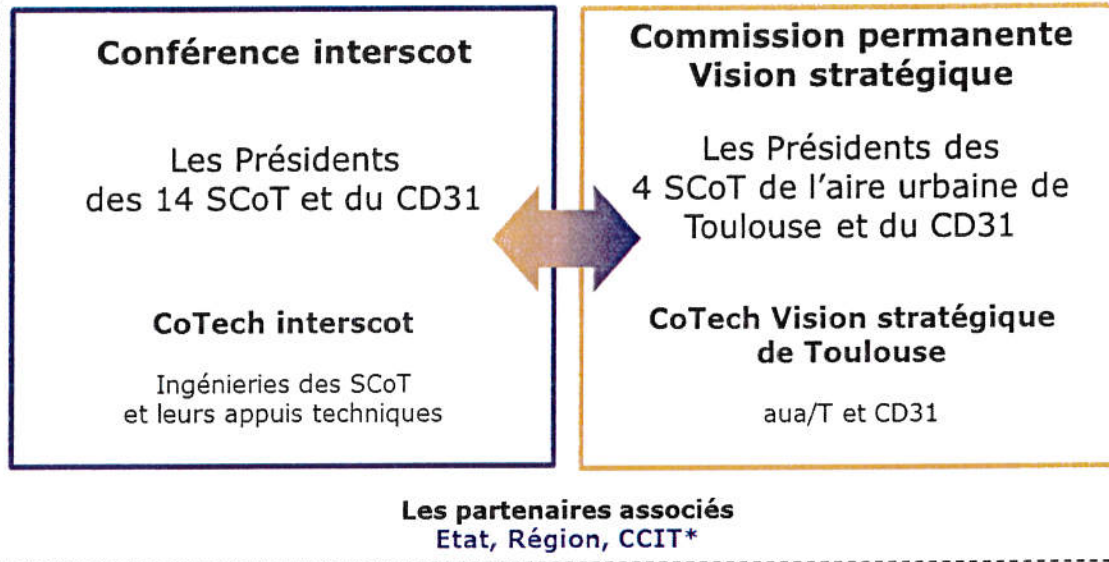 Conférence interscot
Les Présidents
des 14 SCoT et du CD31
CoTech interscot
Ingénieries des SCoT
et leurs appuis techniques
Commission permanente
Vision stratégique
Les Présidents des
4 SCoT de l'aire urbaine de
Toulouse et du CD31
CoTech Vision stratégique
de Toulouse
aua/T et CD31
Les partenaires associés
Etat, Région, CCIT*